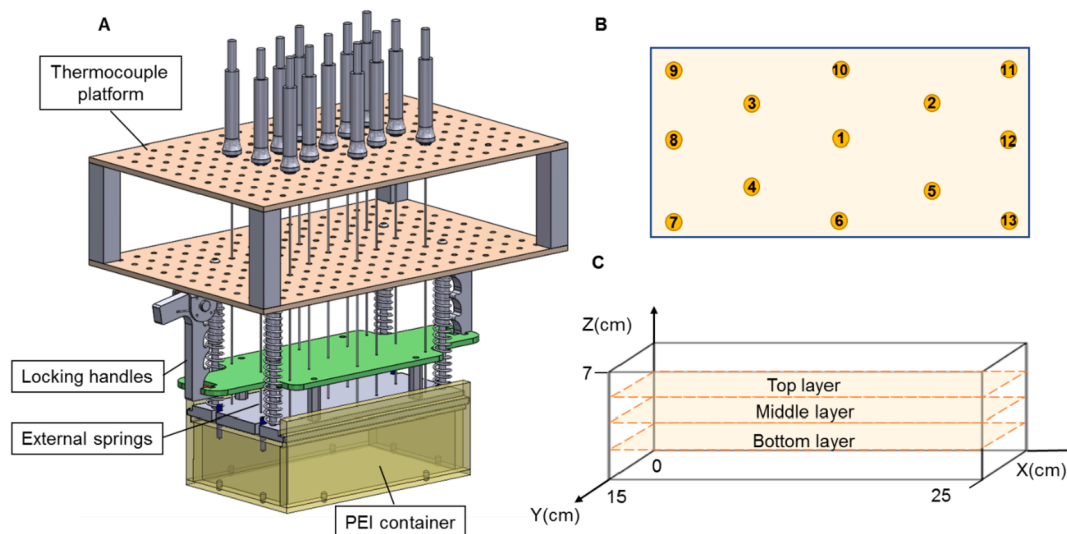 A
Thermocouple
platform
Locking handles
External springs
PEI container
B
9 10 11
3 2
8 1 12
4 5
7 6 13
C
Z(cm)
7
Top layer
Middle layer
Bottom layer
0
X(cm)
15 25
Y(cm)